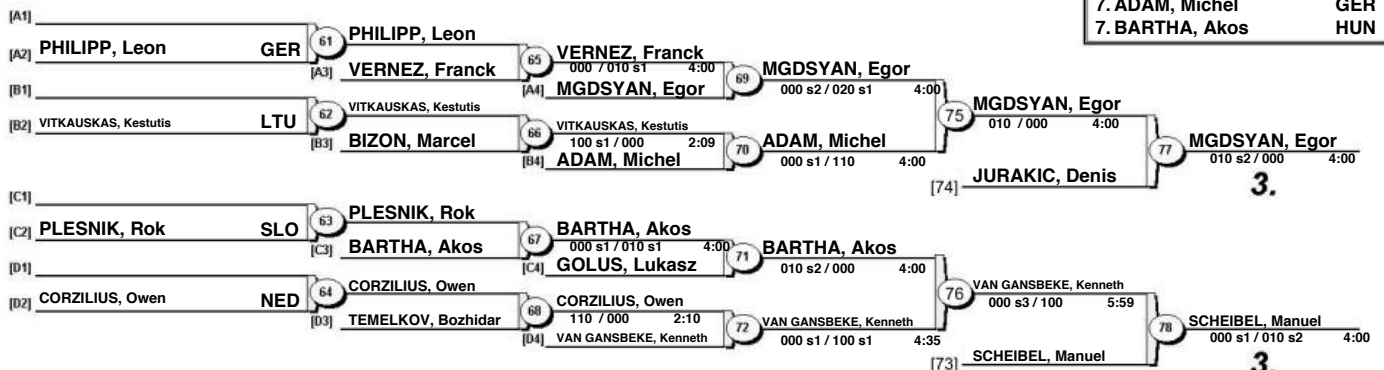 7. ADAM, Michel GER
7. BARTHA, Akos HUN
[A1]
[A2] PHILIPP, Leon GER
61
PHILIPP, Leon
[A3] VERNEZ, Franck
65
VERNEZ, Franck
000 / 010 s1 4:00
[A4] MGDSYAN, Egor
69
MGDSYAN, Egor
000 s2 / 020 s1 4:00
[B1]
[B2] VITKAUSKAS, Kestutis LTU
62
VITKAUSKAS, Kestutis
[B3] BIZON, Marcel
66
VITKAUSKAS, Kestutis
100 s1 / 000 2:09
[B4] ADAM, Michel
70
ADAM, Michel
000 s1 / 110 4:00
75
MGDSYAN, Egor
010 / 000 4:00
[74] JURAKIC, Denis
77
MGDSYAN, Egor
010 s2 / 000 4:00
3.
[C1]
[C2] PLESNIK, Rok SLO
63
PLESNIK, Rok
[C3] BARTHA, Akos
67
BARTHA, Akos
000 s1 / 010 s1 4:00
[C4] GOLUS, Lukasz
71
BARTHA, Akos
010 s2 / 000 4:00
[D1]
[D2] CORZILIUS, Owen NED
64
CORZILIUS, Owen
[D3] TEMELKOV, Bozhidar
68
CORZILIUS, Owen
110 / 000 2:10
[D4] VAN GANSBEKE, Kenneth
72
VAN GANSBEKE, Kenneth
000 s1 / 100 s1 4:35
76
VAN GANSBEKE, Kenneth
000 s3 / 100 5:59
[73] SCHEIBEL, Manuel
78
SCHEIBEL, Manuel
000 s1 / 010 s2 4:00
3.